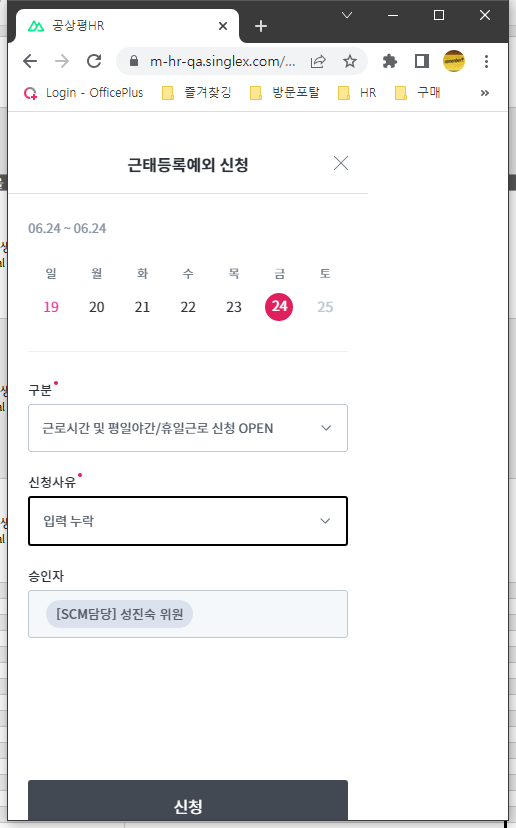 공상평HR
m-hr-qa.singlex.com/...
Login - OfficePlus 즐겨찾깅 방문포탈 HR 구매 »
근태등록예외 신청
06.24 ~ 06.24
일 월 화 수 목 금 토
19 20 21 22 23 24 25
구분
근로시간 및 평일야간/휴일근로 신청 OPEN
신청사유
입력 누락
승인자
[SCM담당] 성진숙 위원
신청